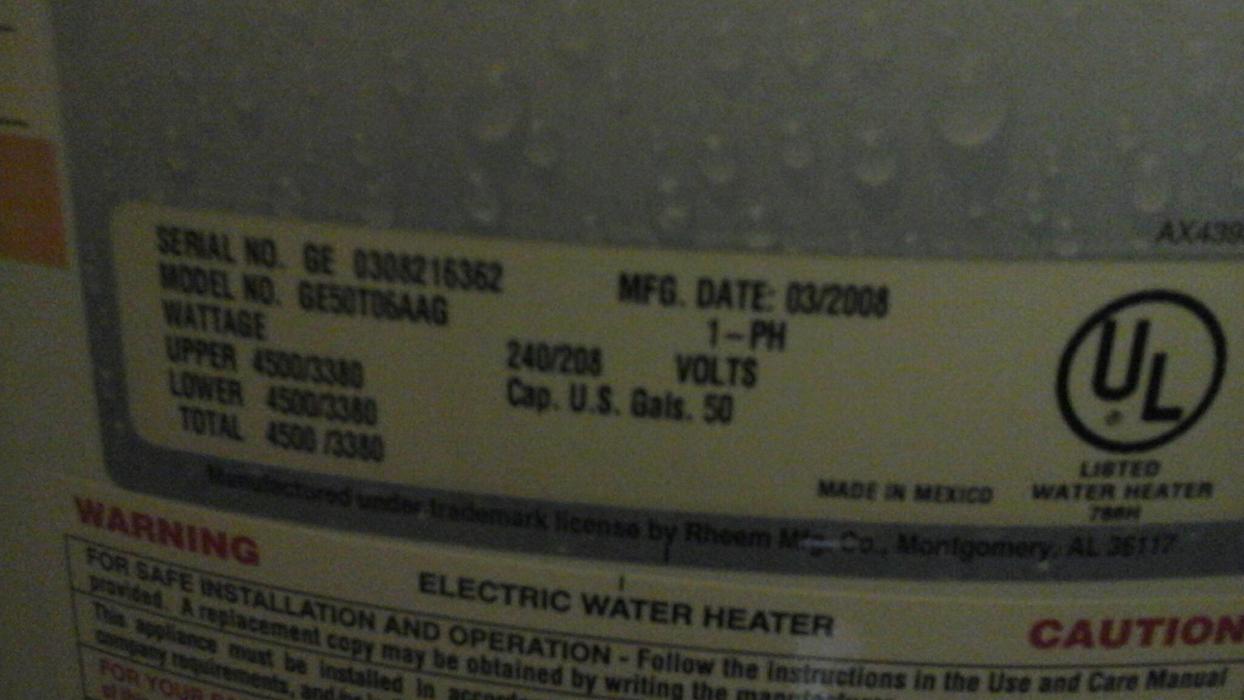 AX439
SERIAL NO. GE 0308216362
MFG. DATE: 03/2008
MODEL NO. GE50T06AAG
1-PH
WATTAGE
240/208 VOLTS
UPPER 4500/3380
Cap. U.S. Gals. 50
LOWER 4500/3380
TOTAL 4500 /3380
UL
LISTED
WATER HEATER
MADE IN MEXICO
Manufactored under trademark license by Rheem Mfg. Co., Montgomery, AL 36117
WARNING
ELECTRIC WATER HEATER
CAUTION
FOR SAFE INSTALLATION AND OPERATION - Follow the instructions in the Use and Care Manual
provided. A replacement copy may be obtained by writing the
This appliance must be installed in
company requirements,
FOR YOUR